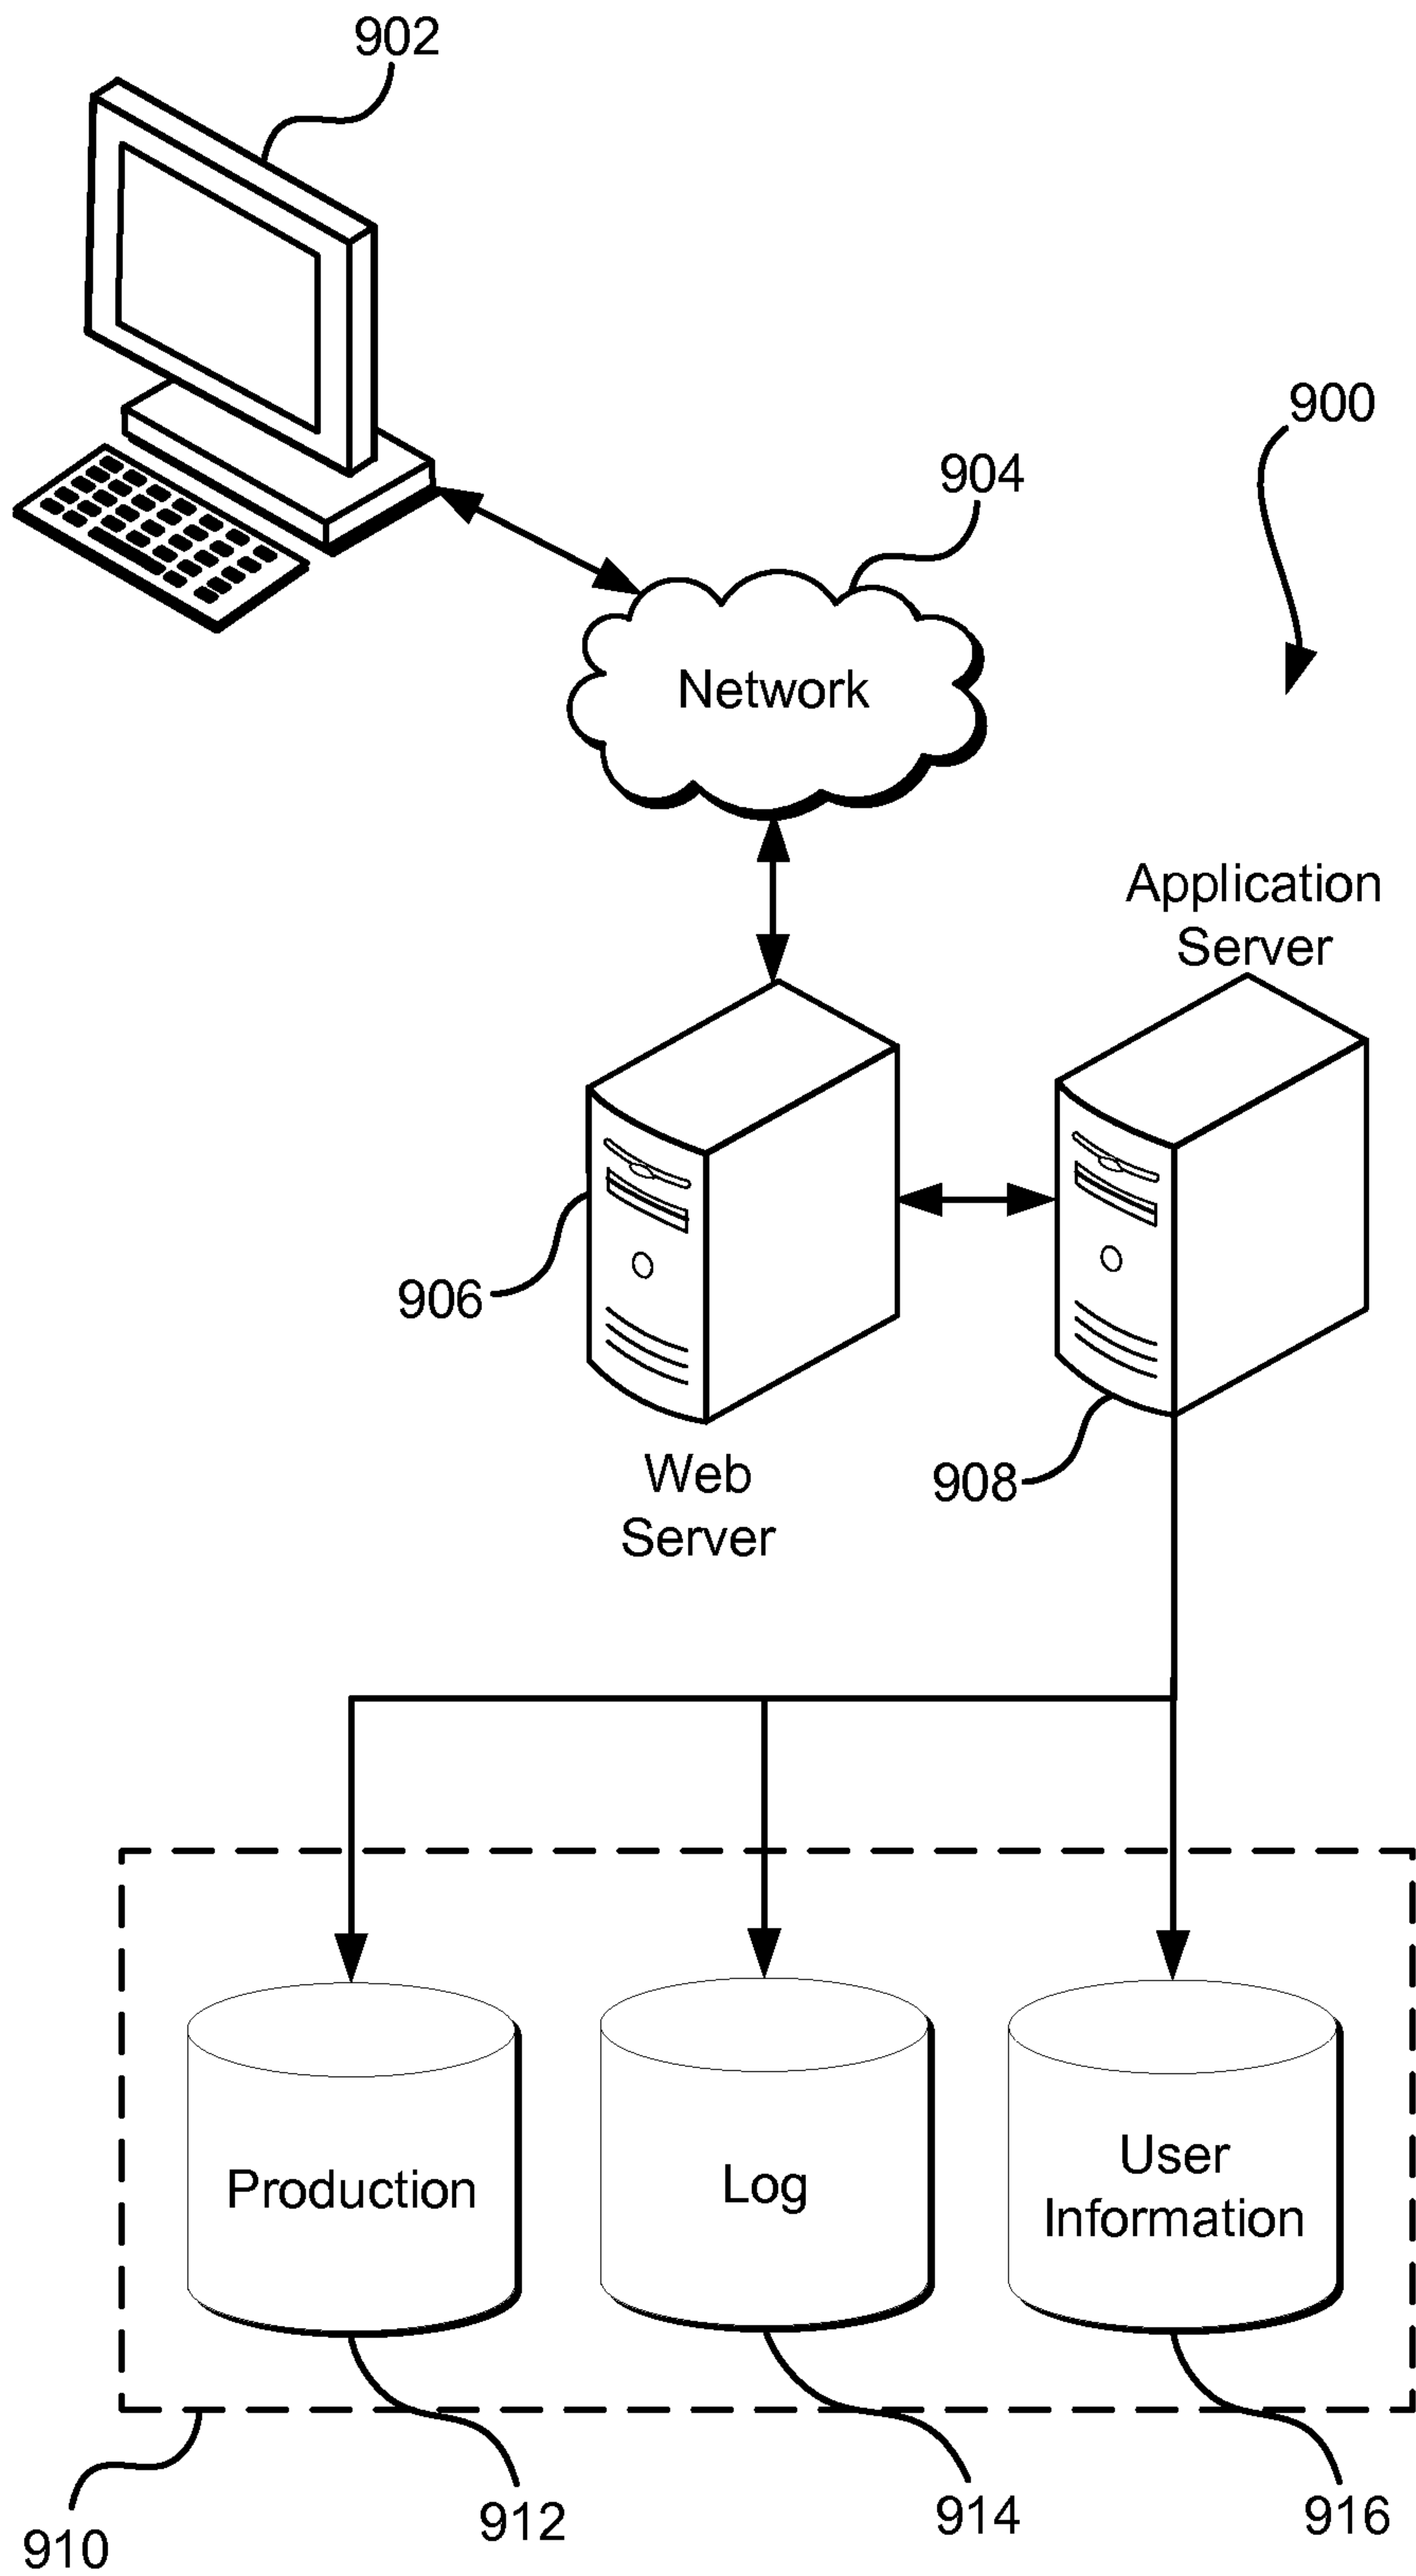 902
900
904
Network
Application
Server
906
908
Web
Server
Production
Log
User
Information
910
912
914
916